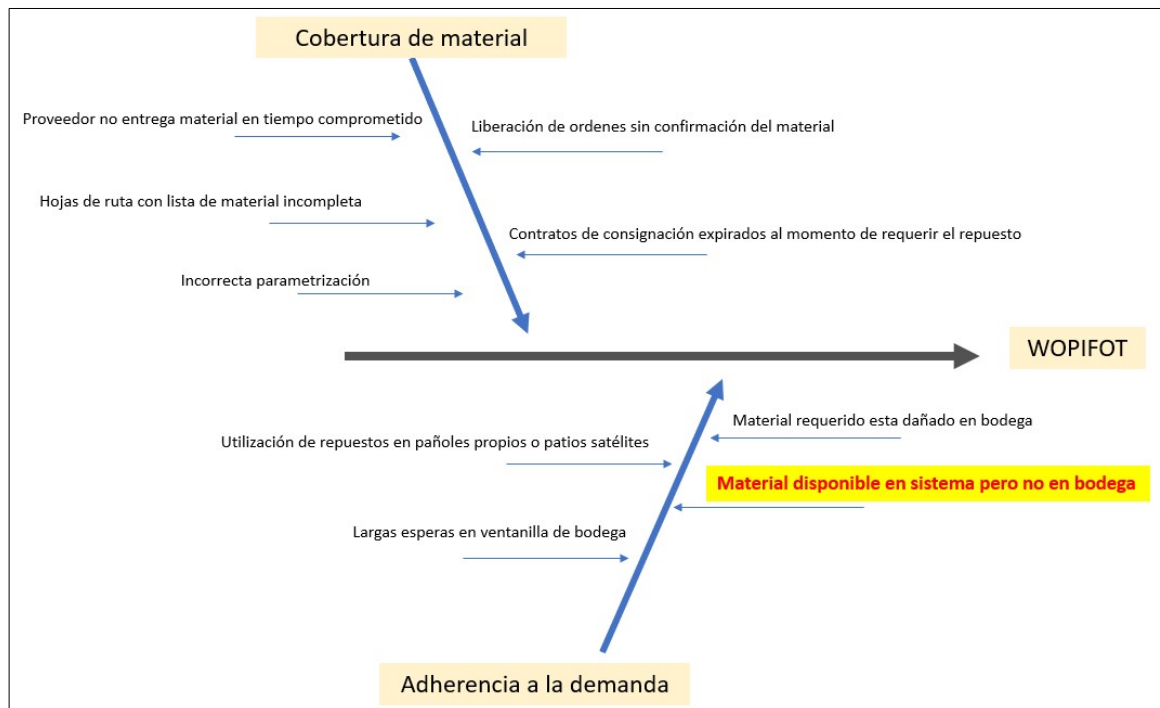 Cobertura de material
Proveedor no entrega material en tiempo comprometido
Liberación de ordenes sin confirmación del material
Hojas de ruta con lista de material incompleta
Contratos de consignación expirados al momento de requerir el repuesto
Incorrecta parametrización
WOPIFOT
Material requerido esta dañado en bodega
Utilización de repuestos en pañoles propios o patios satélites
Material disponible en sistema pero no en bodega
Largas esperas en ventanilla de bodega
Adherencia a la demanda